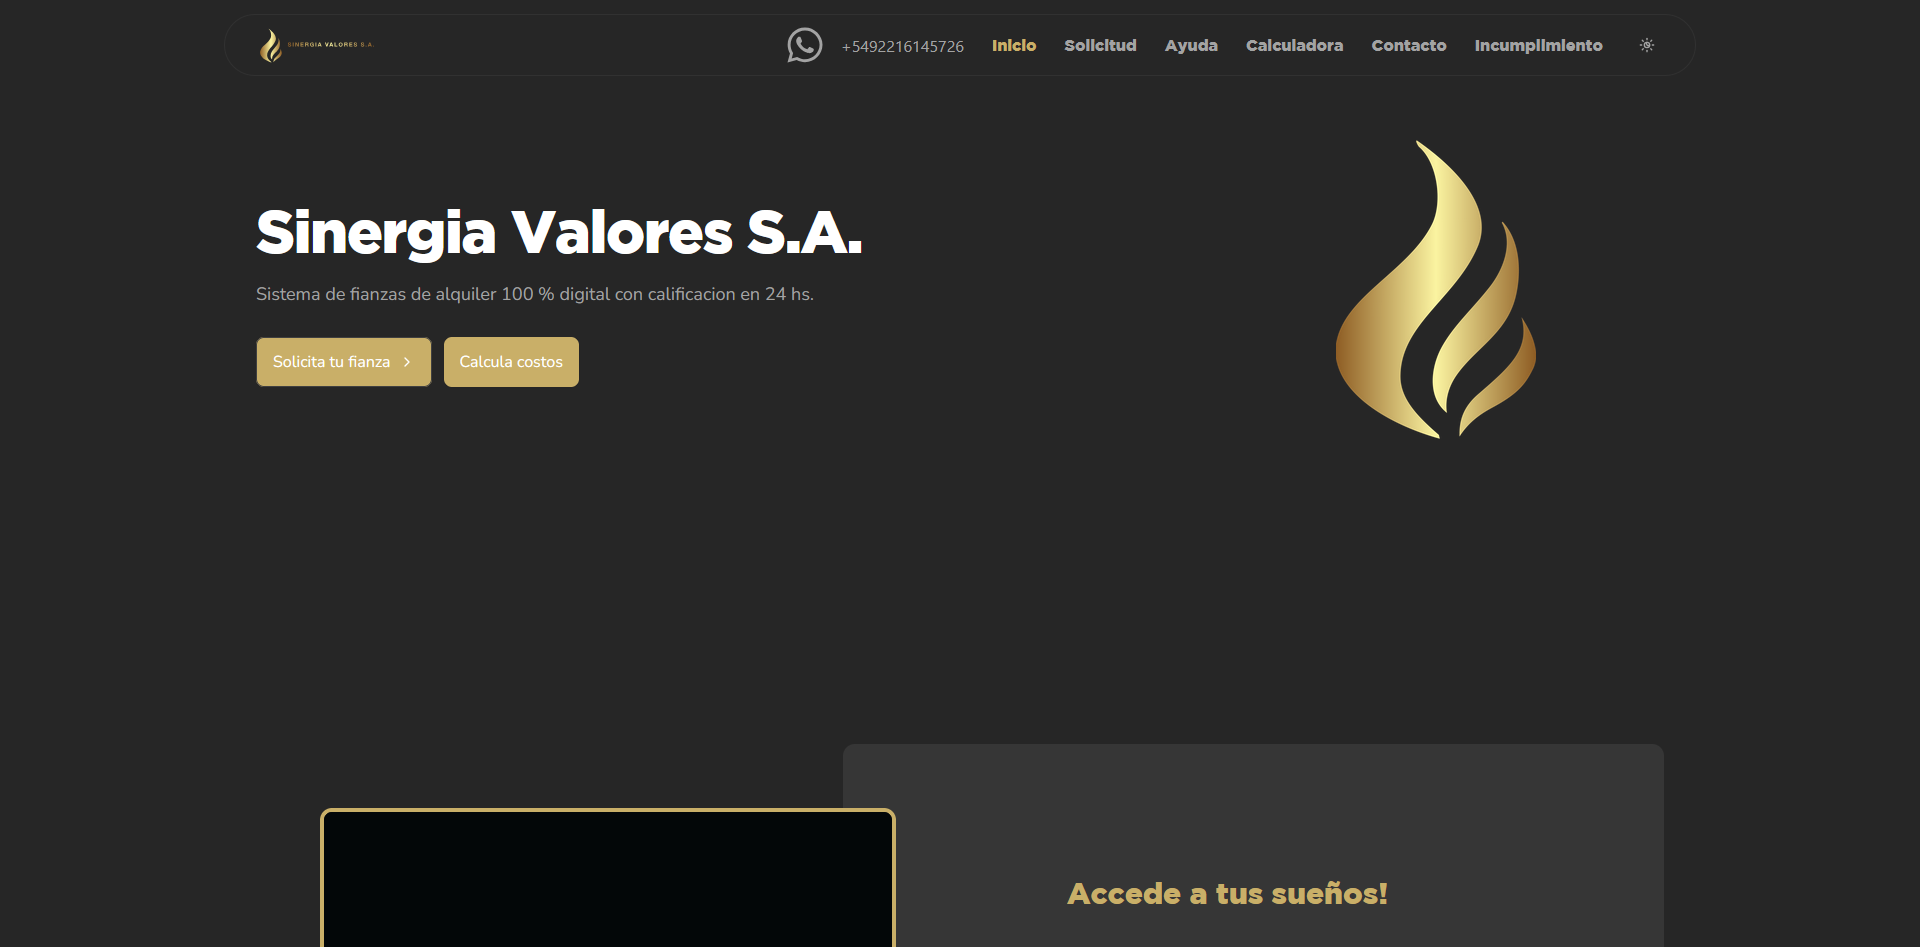 SINERGIA VALORES S.A.
+5492216145726
Inicio
Solicitud
Ayuda
Calculadora
Contacto
Incumplimiento
Sinergia Valores S.A.
Sistema de fianzas de alquiler 100 % digital con calificacion en 24 hs.
Solicita tu fianza
Calcula costos
Accede a tus sueños!